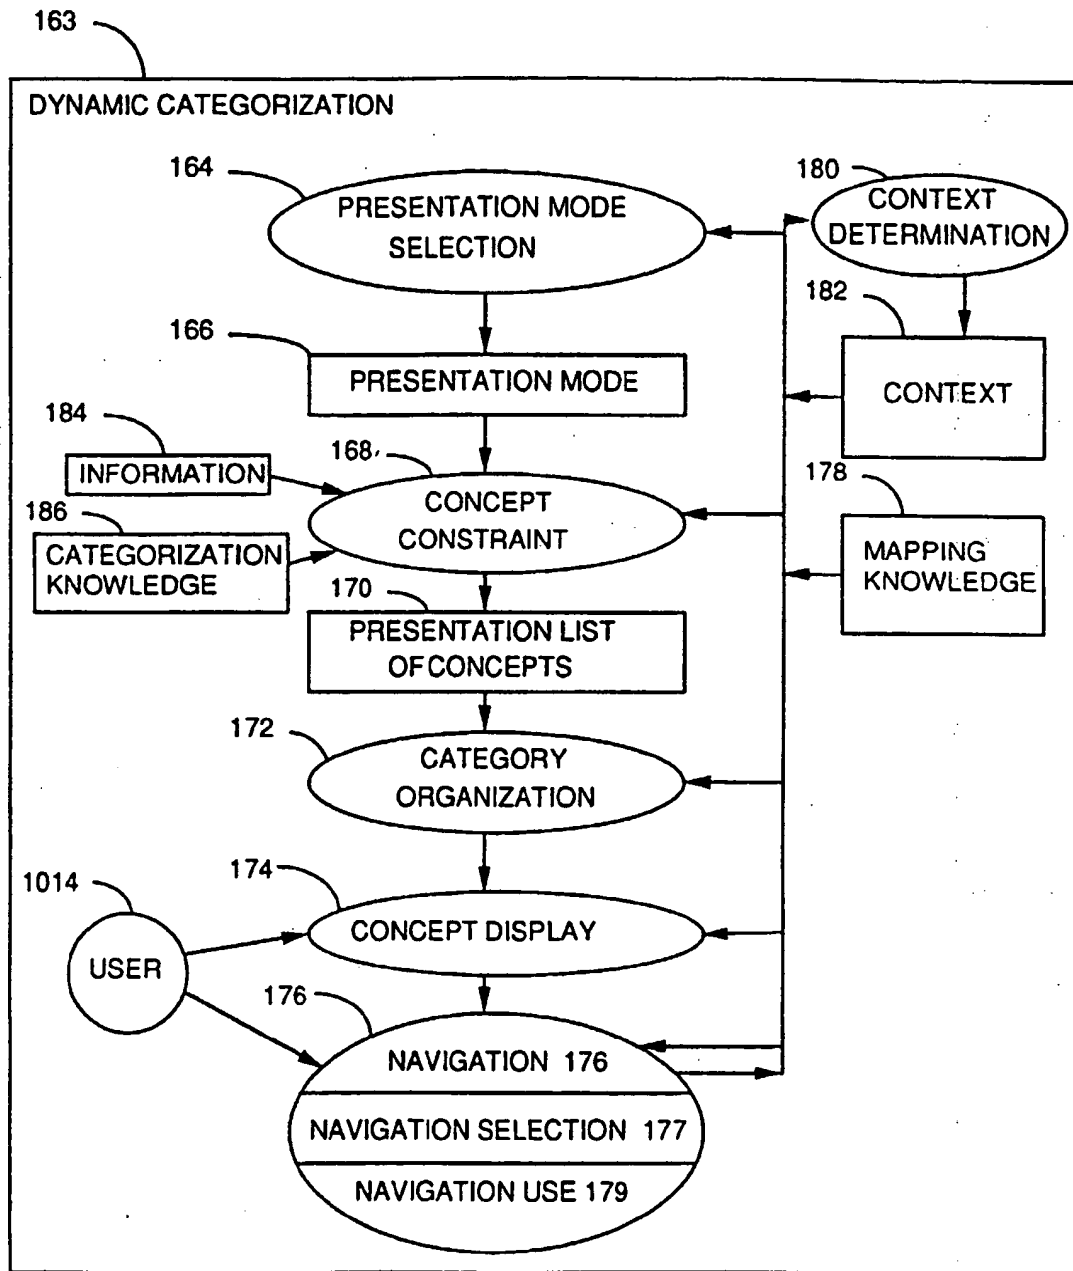 163
DYNAMIC CATEGORIZATION
164
PRESENTATION MODE
SELECTION
180
CONTEXT
DETERMINATION
166
PRESENTATION MODE
182
CONTEXT
184
INFORMATION
168
CONCEPT
CONSTRAINT
178
MAPPING
KNOWLEDGE
186
CATEGORIZATION
KNOWLEDGE
170
PRESENTATION LIST
OF CONCEPTS
172
CATEGORY
ORGANIZATION
174
CONCEPT DISPLAY
1014
USER
176
NAVIGATION 176
NAVIGATION SELECTION 177
NAVIGATION USE 179